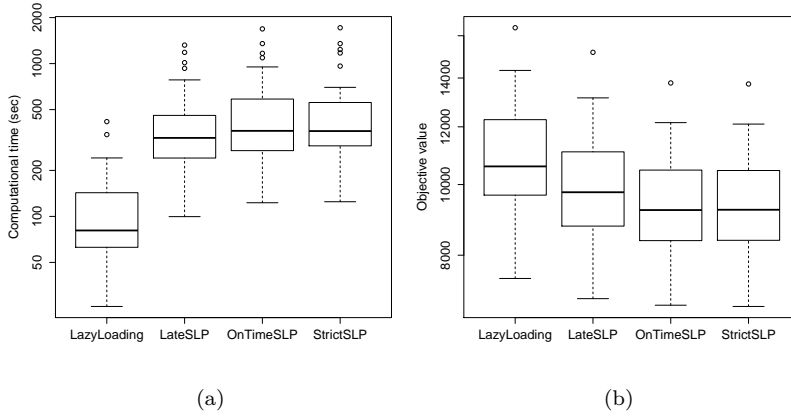 2000
1000
500
200
100
50
Computational time (sec)
LazyLoading LateSLP OnTimeSLP StrictSLP
(a)
14000
12000
10000
8000
Objective value
LazyLoading LateSLP OnTimeSLP StrictSLP
(b)